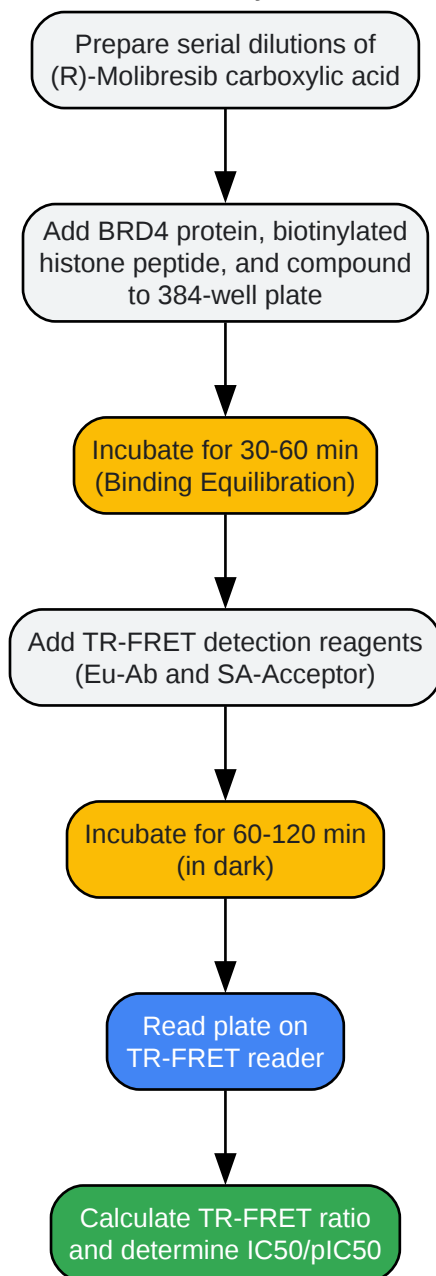 Prepare serial dilutions of
(R)-Molibresib carboxylic acid
Add BRD4 protein, biotinylated
histone peptide, and compound
to 384-well plate
Incubate for 30-60 min
(Binding Equilibration)
Add TR-FRET detection reagents
(Eu-Ab and SA-Acceptor)
Incubate for 60-120 min
(in dark)
Read plate on
TR-FRET reader
Calculate TR-FRET ratio
and determine IC50/pIC50